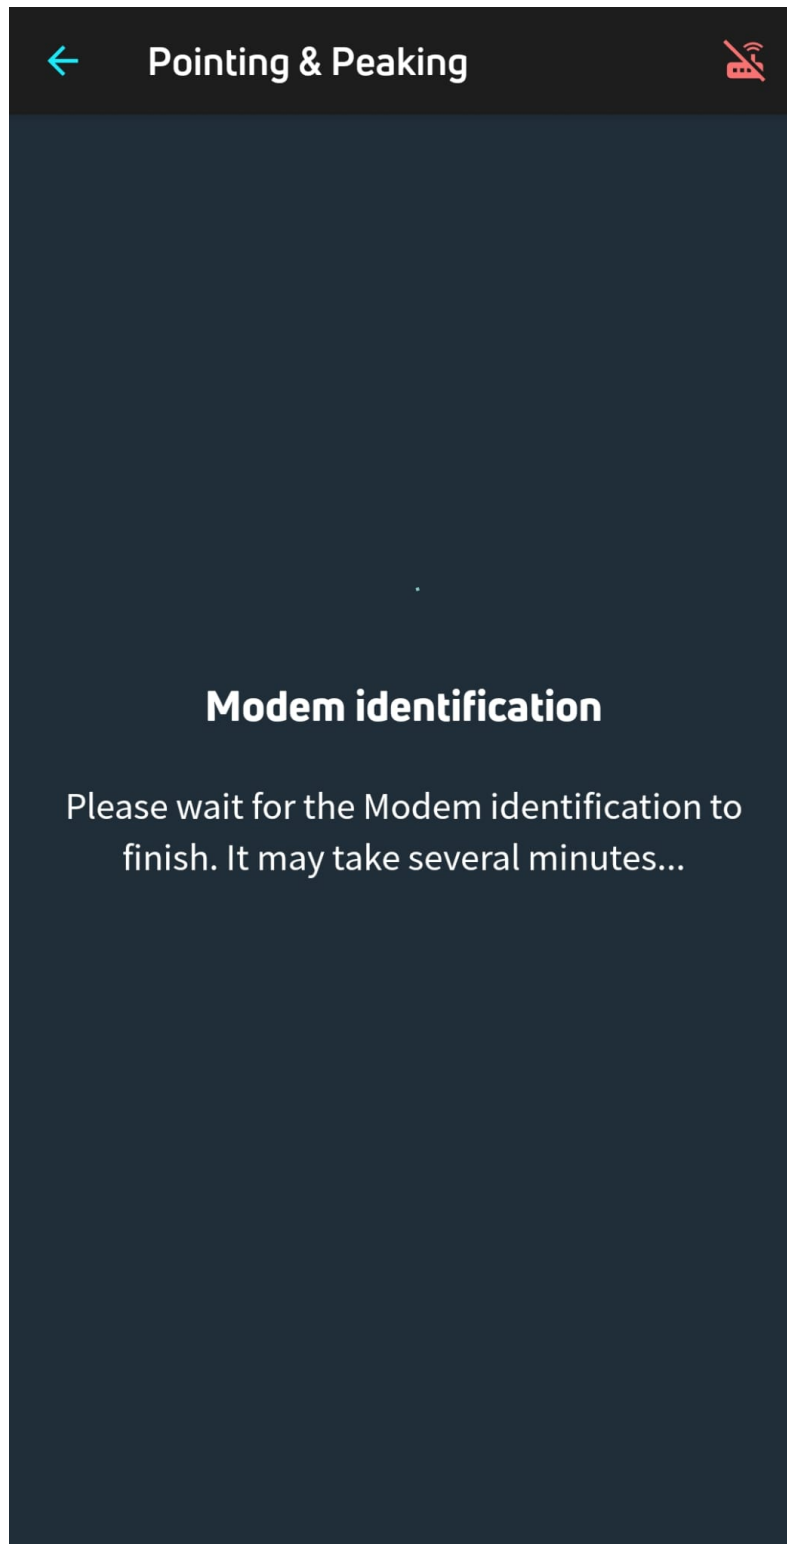 Pointing & Peaking
Modem identification
Please wait for the Modem identification to
finish. It may take several minutes...